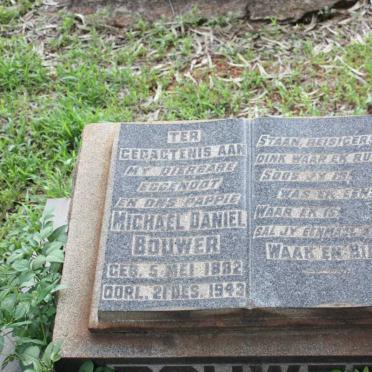 TER
GEDAGTENIS AAN
MY DIERBARE
EGGENOOT
EN ONS PAPPIE
MICHAEL DANIEL
BOUWER
GEB. 5. MEI 1882
OORL. 21 DES. 1943
STAAN, REISIGER
DINK WAAR EK RUS
SOOS JY IS,
WAS EK EENS
WAAR EK IS
SAL JY
WAAK EN BID
BOUWER